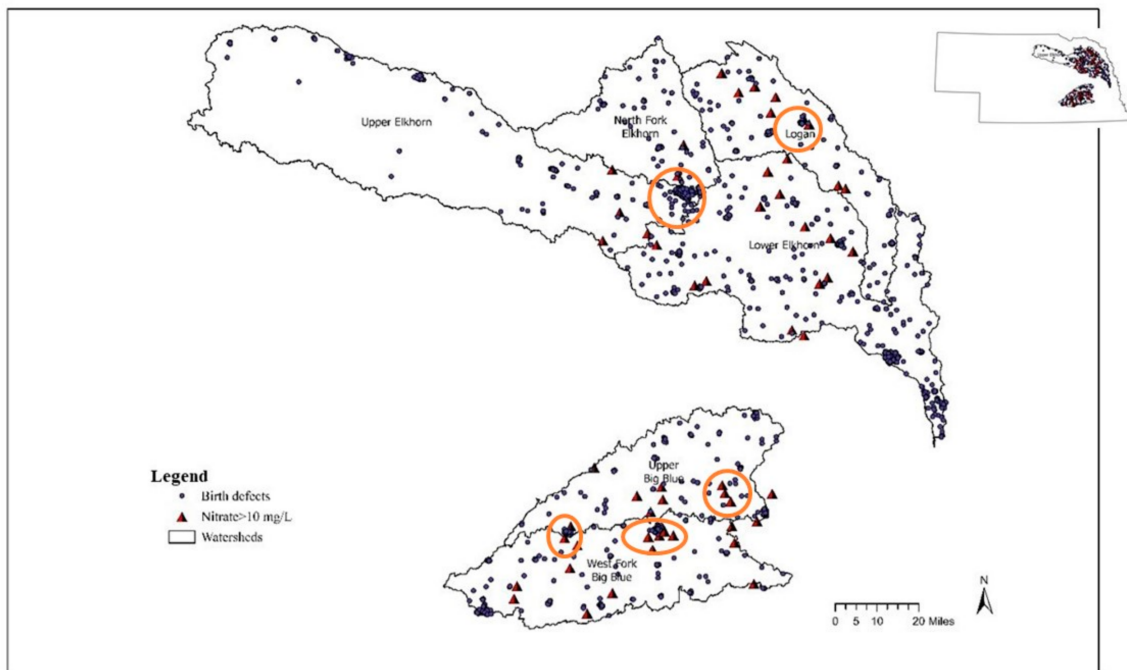 Upper Elkhorn
North Fork
Elkhorn
Logan
Lower Elkhorn
Upper
Big Blue
West Fork
Big Blue
Legend
Birth defects
Nitrate>10 mg/L
Watersheds
N
0 5 10 20 Miles